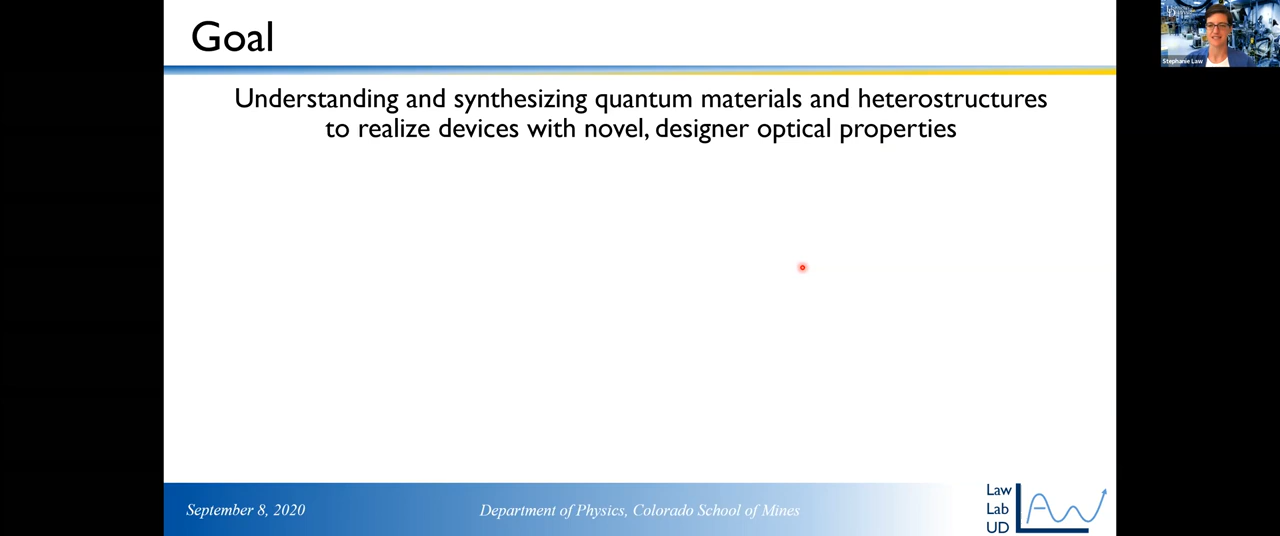 Goal
Understanding and synthesizing quantum materials and heterostructures
to realize devices with novel, designer optical properties
Stephanie Law
September 8, 2020
Department of Physics, Colorado School of Mines
Law
Lab
UD